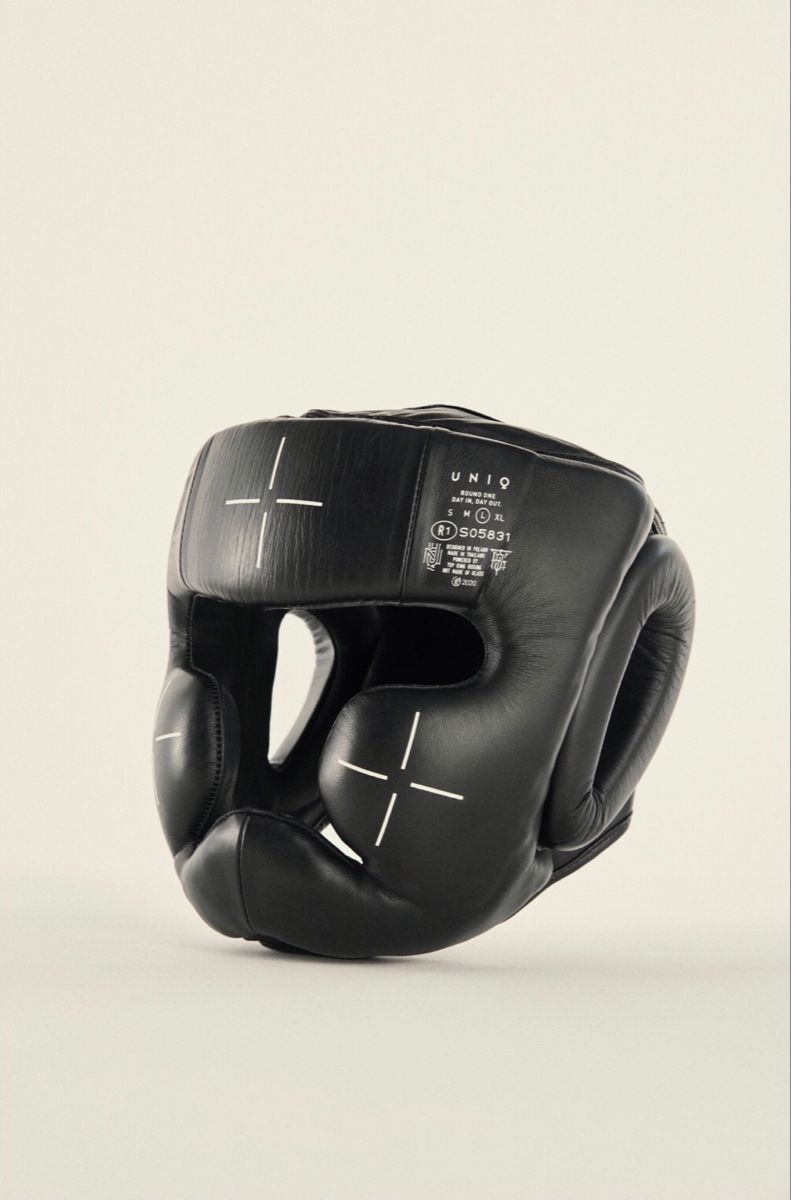 UNIQ
ROUND ONE
DAY IN, DAY OUT.
S M L XL
R1 S05831
DESIGNED IN POLAND
MADE IN THAILAND
POWERED BY
TOP KING BOXING
NOT MADE OF GLASS
2020